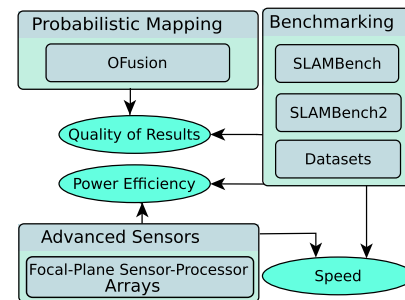 Probabilistic Mapping
OFusion
Benchmarking
SLAMBench
SLAMBench2
Datasets
Quality of Results
Power Efficiency
Advanced Sensors
Focal-Plane Sensor-Processor
Arrays
Speed